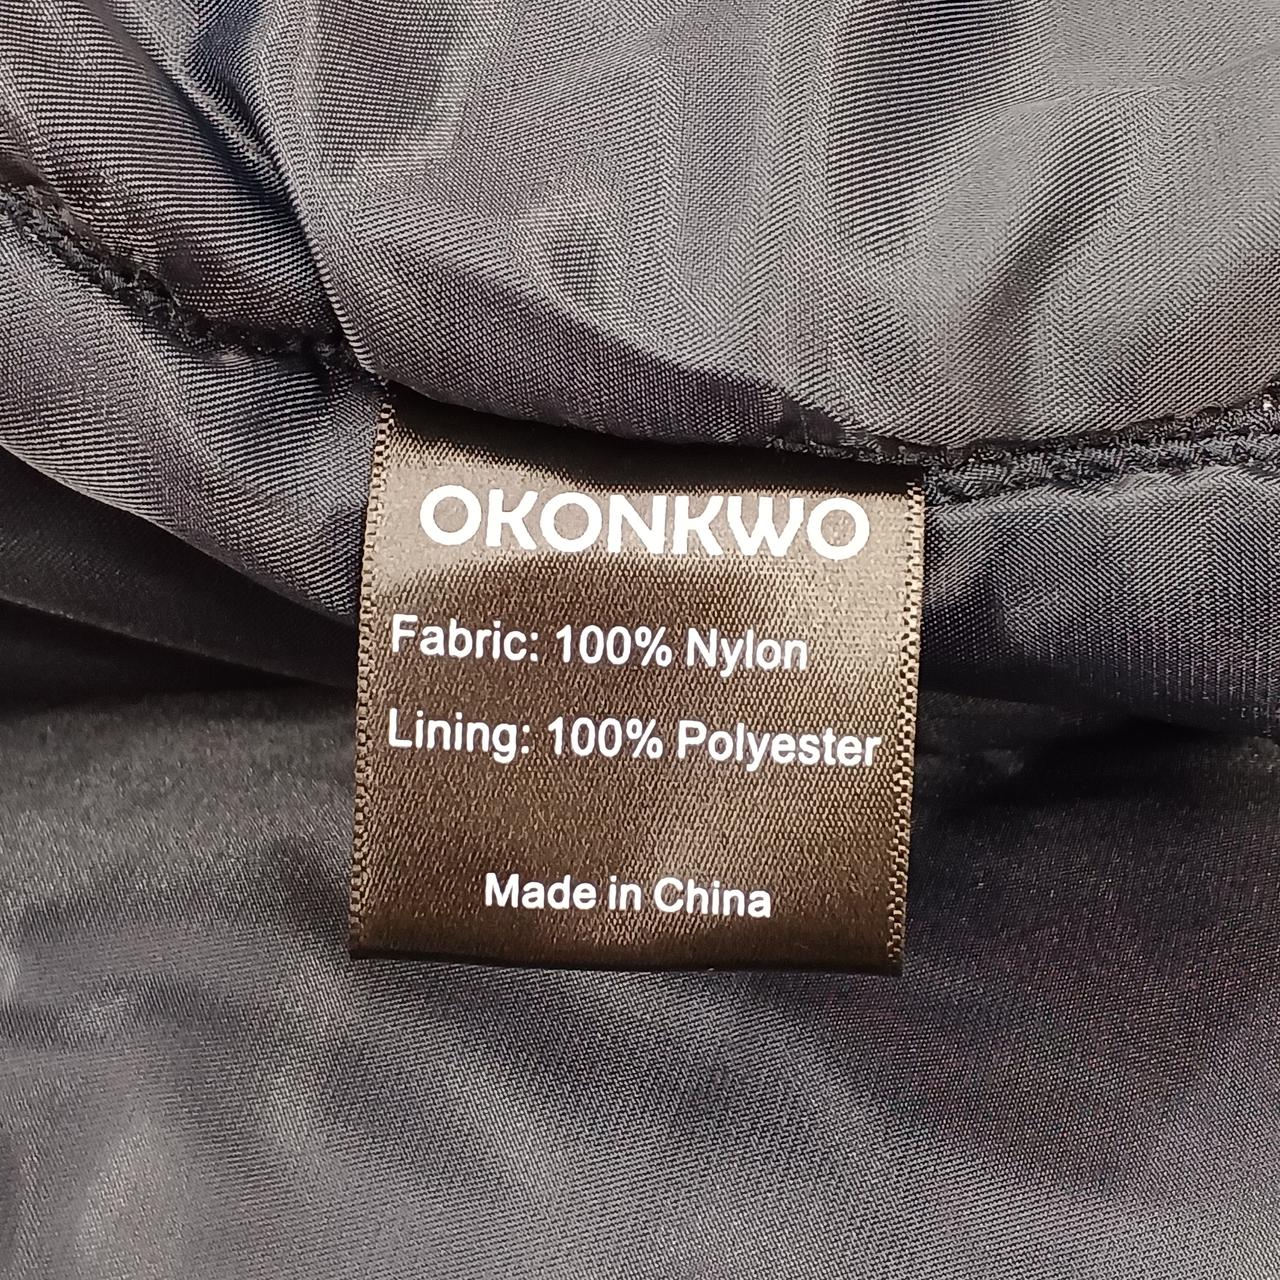 OKONKWO
Fabric: 100% Nylon
Lining: 100% Polyester
Made in China